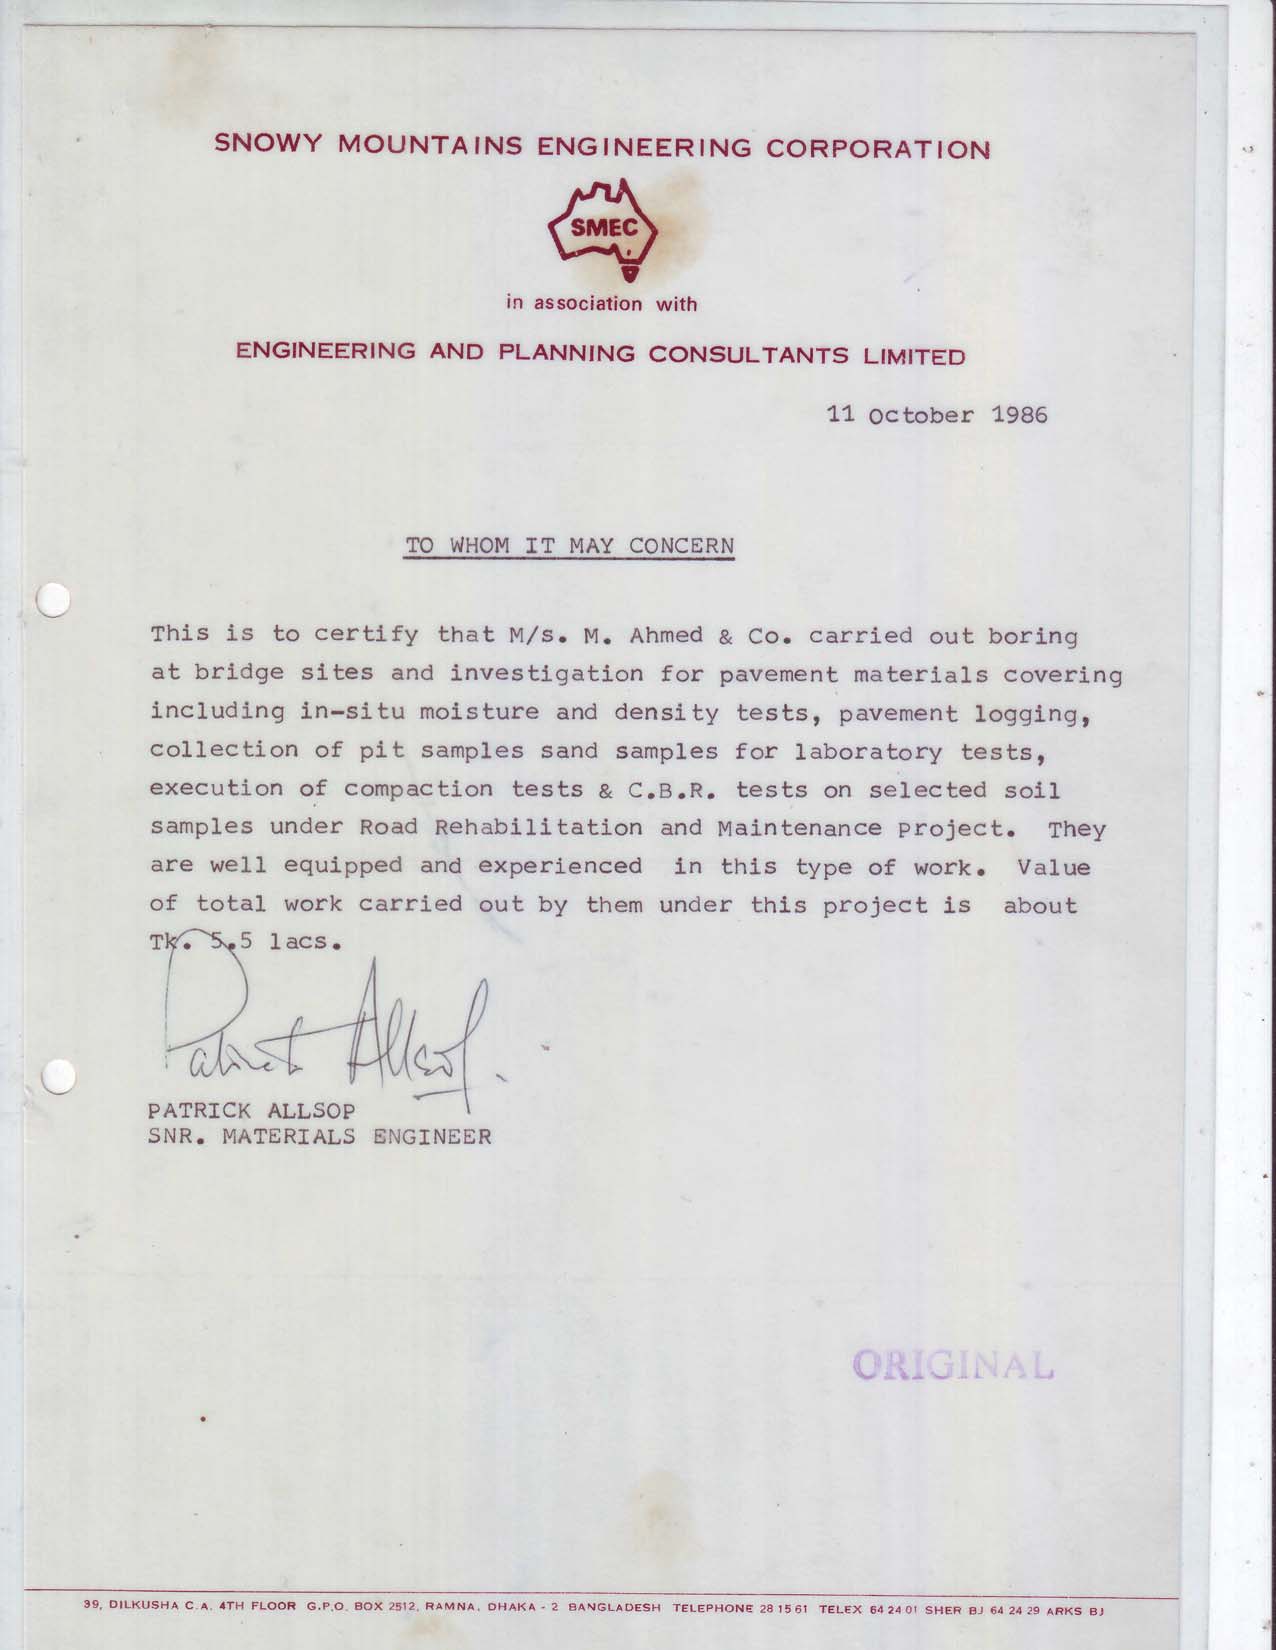 SNOWY MOUNTAINS ENGINEERING CORPORATION
SMEC
in association with
ENGINEERING AND PLANNING CONSULTANTS LIMITED
11 October 1986
TO WHOM IT MAY CONCERN
This is to certify that M/s. M. Ahmed & Co. carried out boring
at bridge sites and investigation for pavement materials covering
including in-situ moisture and density tests, pavement logging,
collection of pit samples sand samples for laboratory tests,
execution of compaction tests & C.B.R. tests on selected soil
samples under Road Rehabilitation and Maintenance Project. They
are well equipped and experienced in this type of work. Value
of total work carried out by them under this project is about
Tk. 5.5 lacs.
Patrick Allsop.
PATRICK ALLSOP
SNR. MATERIALS ENGINEER
ORIGINAL
39, DILKUSHA C.A. 4TH FLOOR G.P.O. BOX 2512, RAMNA, DHAKA - 2 BANGLADESH TELEPHONE 28 15 61 TELEX 64 24 01 SHER BJ 64 24 29 ARKS BJ